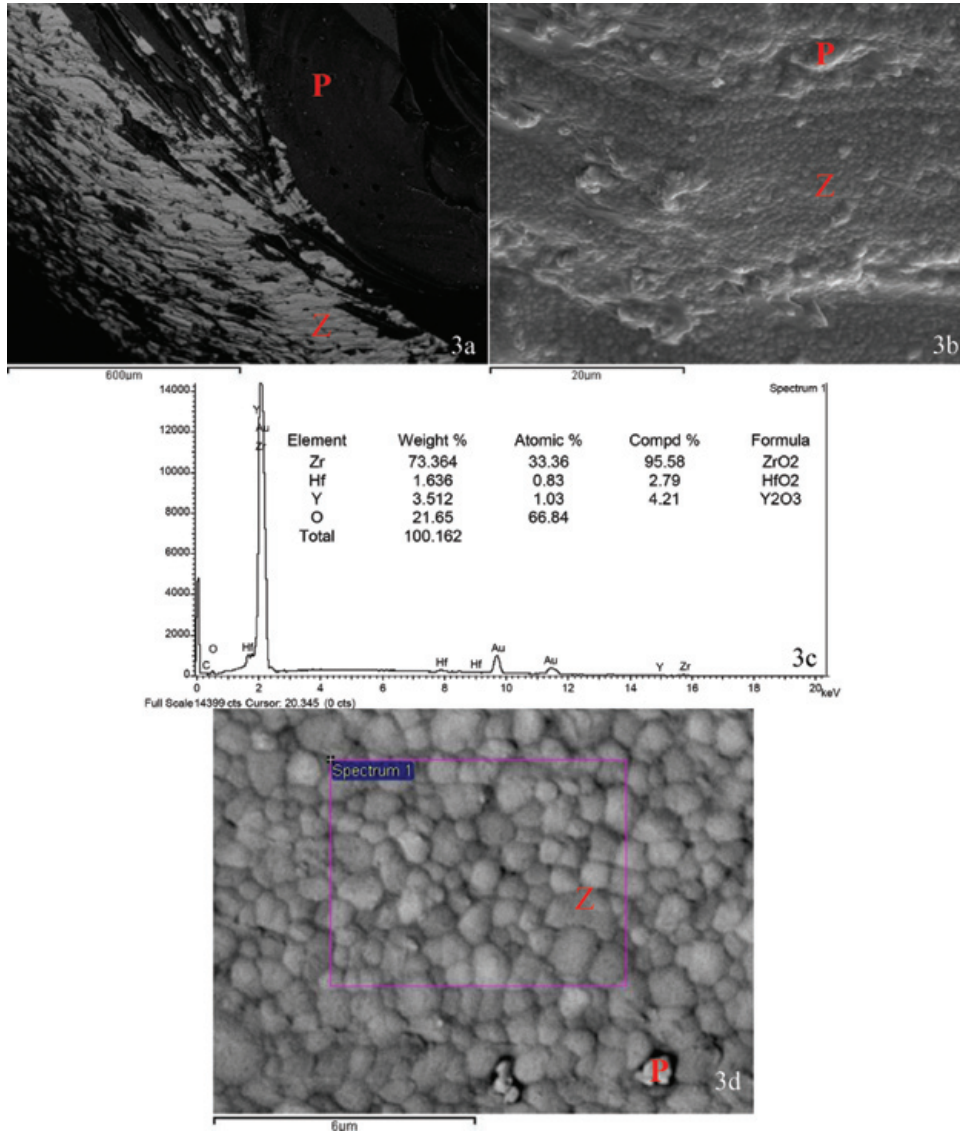 P
Z
3a
600µm
P
Z
3b
20µm
Spectrum 1
14000
12000
10000
8000
6000
4000
2000
0
Y
Au
Zr
Hf
O
C
Hf
Hf
Au
Au
Y
Zr
Element Weight % Atomic % Compd % Formula
Zr 73.364 33.36 95.58 ZrO2
Hf 1.636 0.83 2.79 HfO2
Y 3.512 1.03 4.21 Y2O3
O 21.65 66.84
Total 100.162
3c
0 2 4 6 8 10 12 14 16 18 20
keV
Full Scale 14399 cts Cursor: 20.345 (0 cts)
Spectrum 1
Z
P
3d
6µm